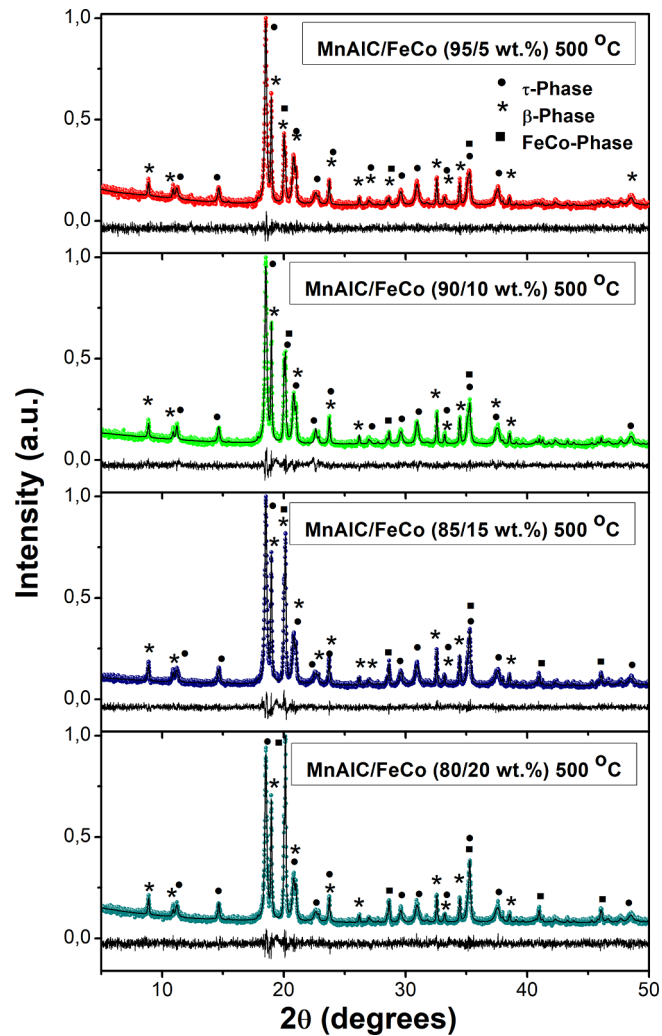 MnAlC/FeCo (95/5 wt.%) 500 °C
● τ-Phase
* β-Phase
■ FeCo-Phase
1,0
0,5
0,0
MnAlC/FeCo (90/10 wt.%) 500 °C
1,0
0,5
0,0
MnAlC/FeCo (85/15 wt.%) 500 °C
1,0
0,5
0,0
MnAlC/FeCo (80/20 wt.%) 500 °C
1,0
0,5
0,0
Intensity (a.u.)
10 20 30 40 50
2θ (degrees)